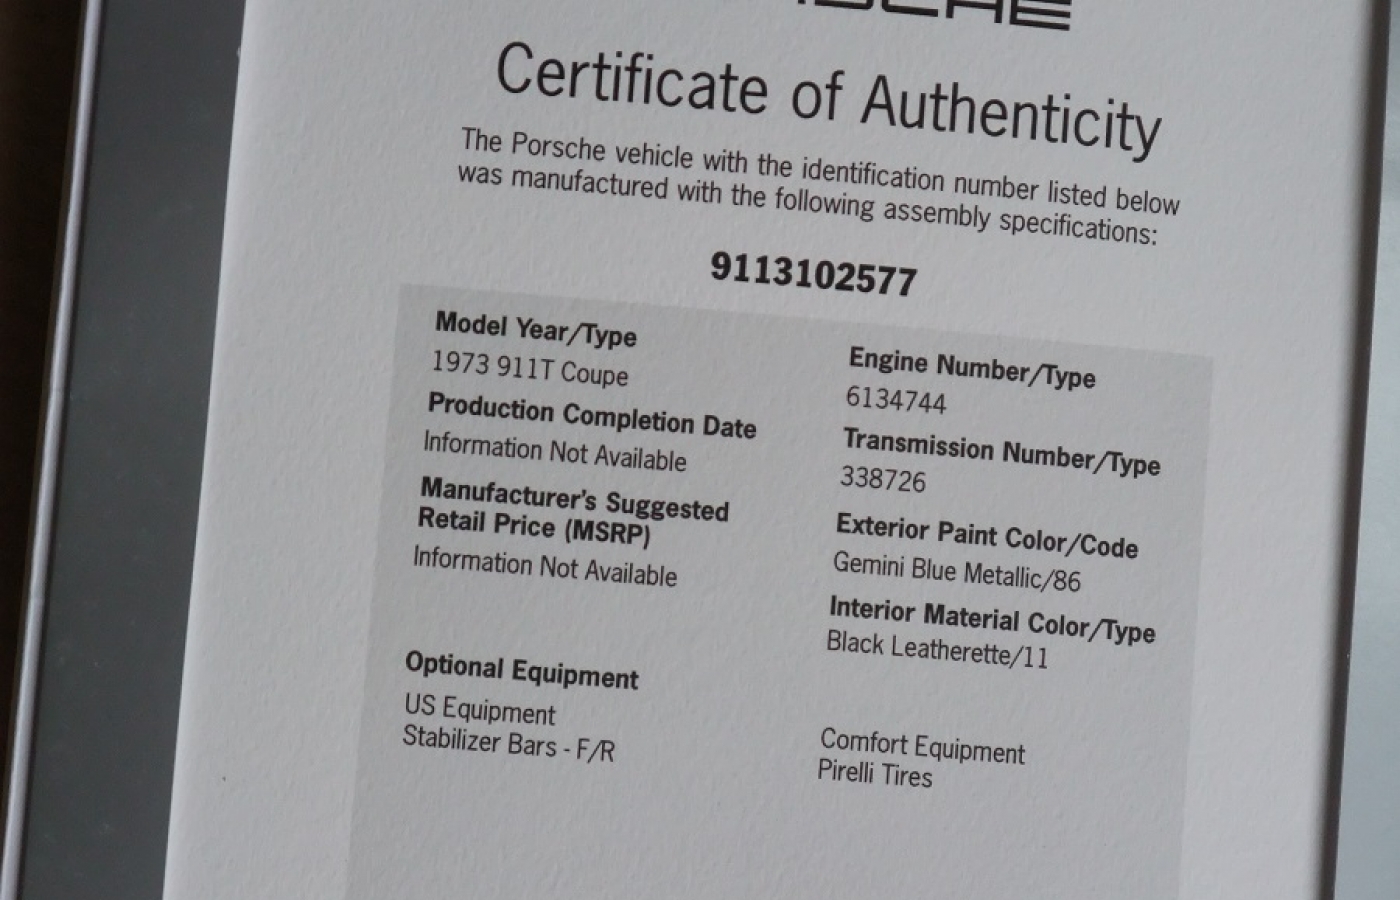 Certificate of Authenticity
The Porsche vehicle with the identification number listed below
was manufactured with the following assembly specifications:
9113102577
Model Year/Type
1973 911T Coupe
Production Completion Date
Information Not Available
Manufacturer's Suggested
Retail Price (MSRP)
Information Not Available
Engine Number/Type
6134744
Transmission Number/Type
338726
Exterior Paint Color/Code
Gemini Blue Metallic/86
Interior Material Color/Type
Black Leatherette/11
Optional Equipment
US Equipment
Stabilizer Bars - F/R
Comfort Equipment
Pirelli Tires